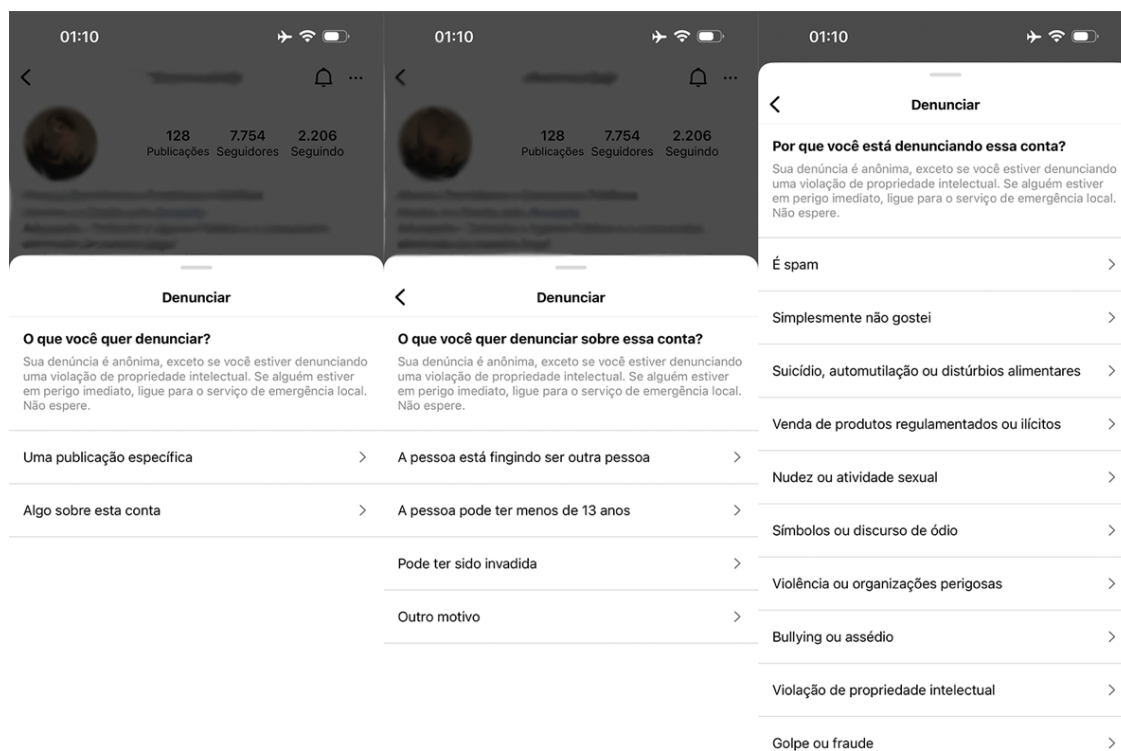 01:10
128 7.754 2.206
Publicações Seguidores Seguindo
Denunciar
O que você quer denunciar?
Sua denúncia é anônima, exceto se você estiver denunciando
uma violação de propriedade intelectual. Se alguém estiver
em perigo imediato, ligue para o serviço de emergência local.
Não espere.
Uma publicação específica
Algo sobre esta conta
01:10
128 7.754 2.206
Publicações Seguidores Seguindo
Denunciar
O que você quer denunciar sobre essa conta?
Sua denúncia é anônima, exceto se você estiver denunciando
uma violação de propriedade intelectual. Se alguém estiver
em perigo imediato, ligue para o serviço de emergência local.
Não espere.
A pessoa está fingindo ser outra pessoa
A pessoa pode ter menos de 13 anos
Pode ter sido invadida
Outro motivo
01:10
Denunciar
Por que você está denunciando essa conta?
Sua denúncia é anônima, exceto se você estiver denunciando
uma violação de propriedade intelectual. Se alguém estiver
em perigo imediato, ligue para o serviço de emergência local.
Não espere.
É spam
Simplesmente não gostei
Suicídio, automutilação ou distúrbios alimentares
Venda de produtos regulamentados ou ilícitos
Nudez ou atividade sexual
Símbolos ou discurso de ódio
Violência ou organizações perigosas
Bullying ou assédio
Violação de propriedade intelectual
Golpe ou fraude